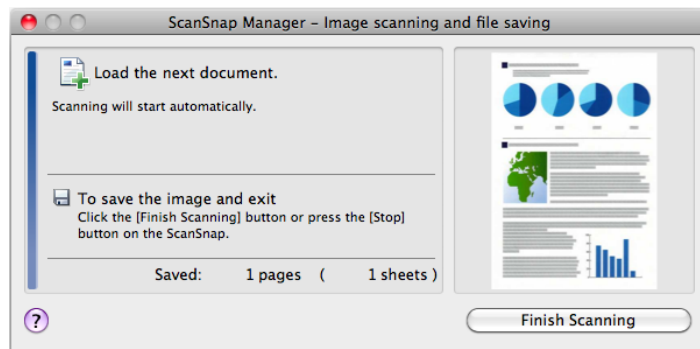 ScanSnap Manager – Image scanning and file saving
Load the next document.
Scanning will start automatically.
To save the image and exit
Click the [Finish Scanning] button or press the [Stop]
button on the ScanSnap.
Saved: 1 pages ( 1 sheets )
?
Finish Scanning